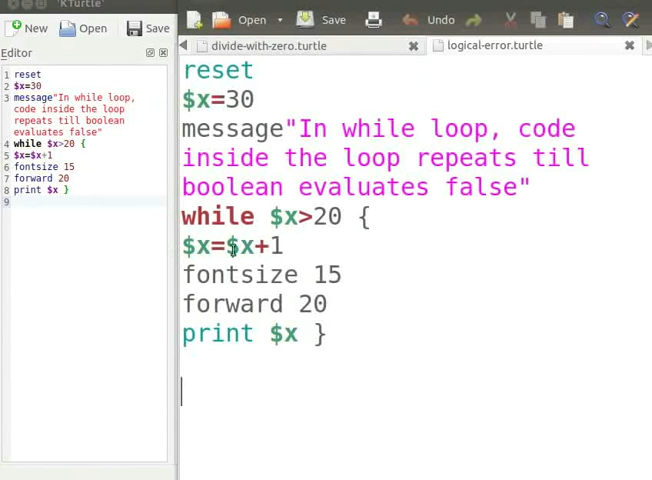 'KTurtle'
New Open Save
Editor
1 reset
2 $x=30
3 message"In while loop,
code inside the loop
repeats till boolean
evaluates false"
4 while $x>20 {
5 $x=$x+1
6 fontsize 15
7 forward 20
8 print $x }
9
Open Save Undo
divide-with-zero.turtle logical-error.turtle
reset
$x=30
message"In while loop, code
inside the loop repeats till
boolean evaluates false"
while $x>20 {
$x=$x+1
fontsize 15
forward 20
print $x }